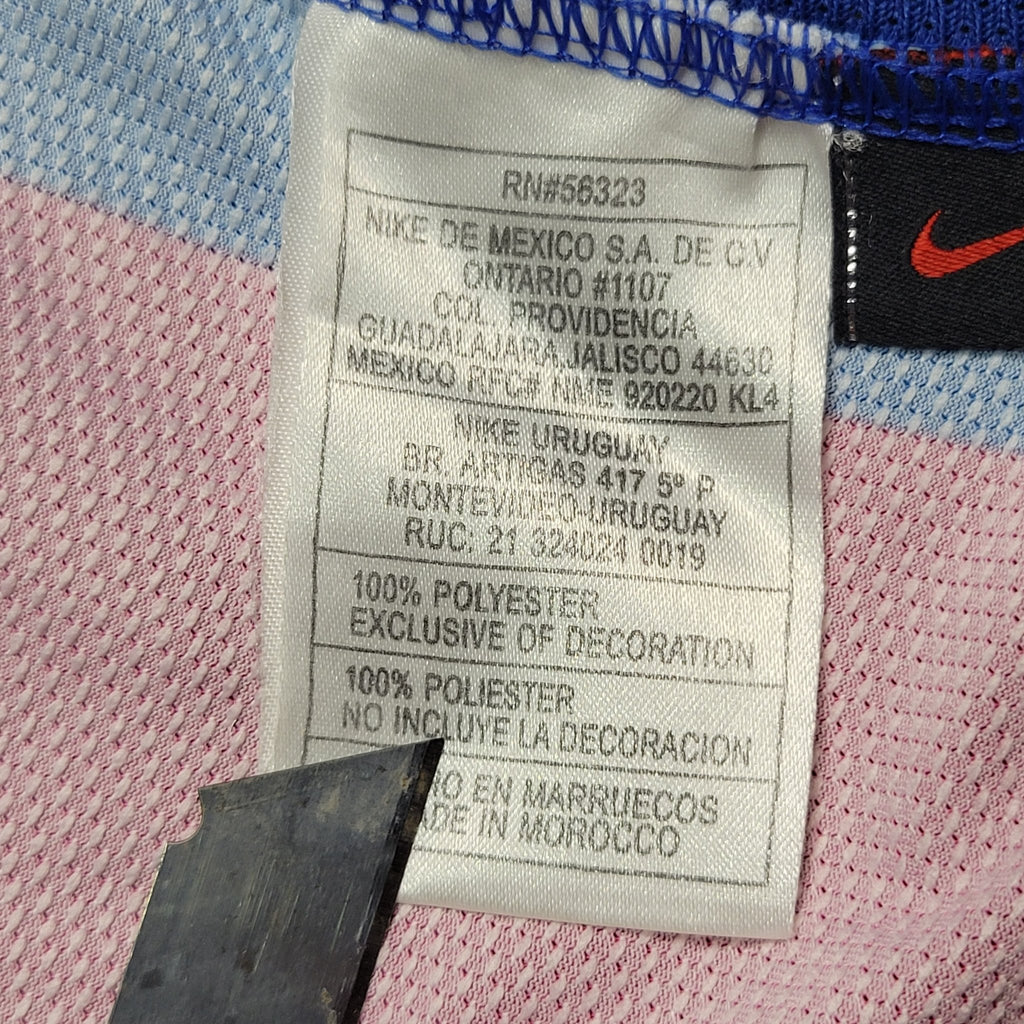 RN#56323
NIKE DE MEXICO S.A. DE C.V
ONTARIO #1107
COL. PROVIDENCIA
GUADALAJARA,JALISCO 44630
MEXICO RFC# NME 920220 KL4
NIKE URUGUAY
BR. ARTIGAS 417 5º P
MONTEVIDEO-URUGUAY
RUC: 21 324024 0019
100% POLYESTER
EXCLUSIVE OF DECORATION
100% POLIESTER
NO INCLUYE LA DECORACION
EN MARRUECOS
IN MOROCCO